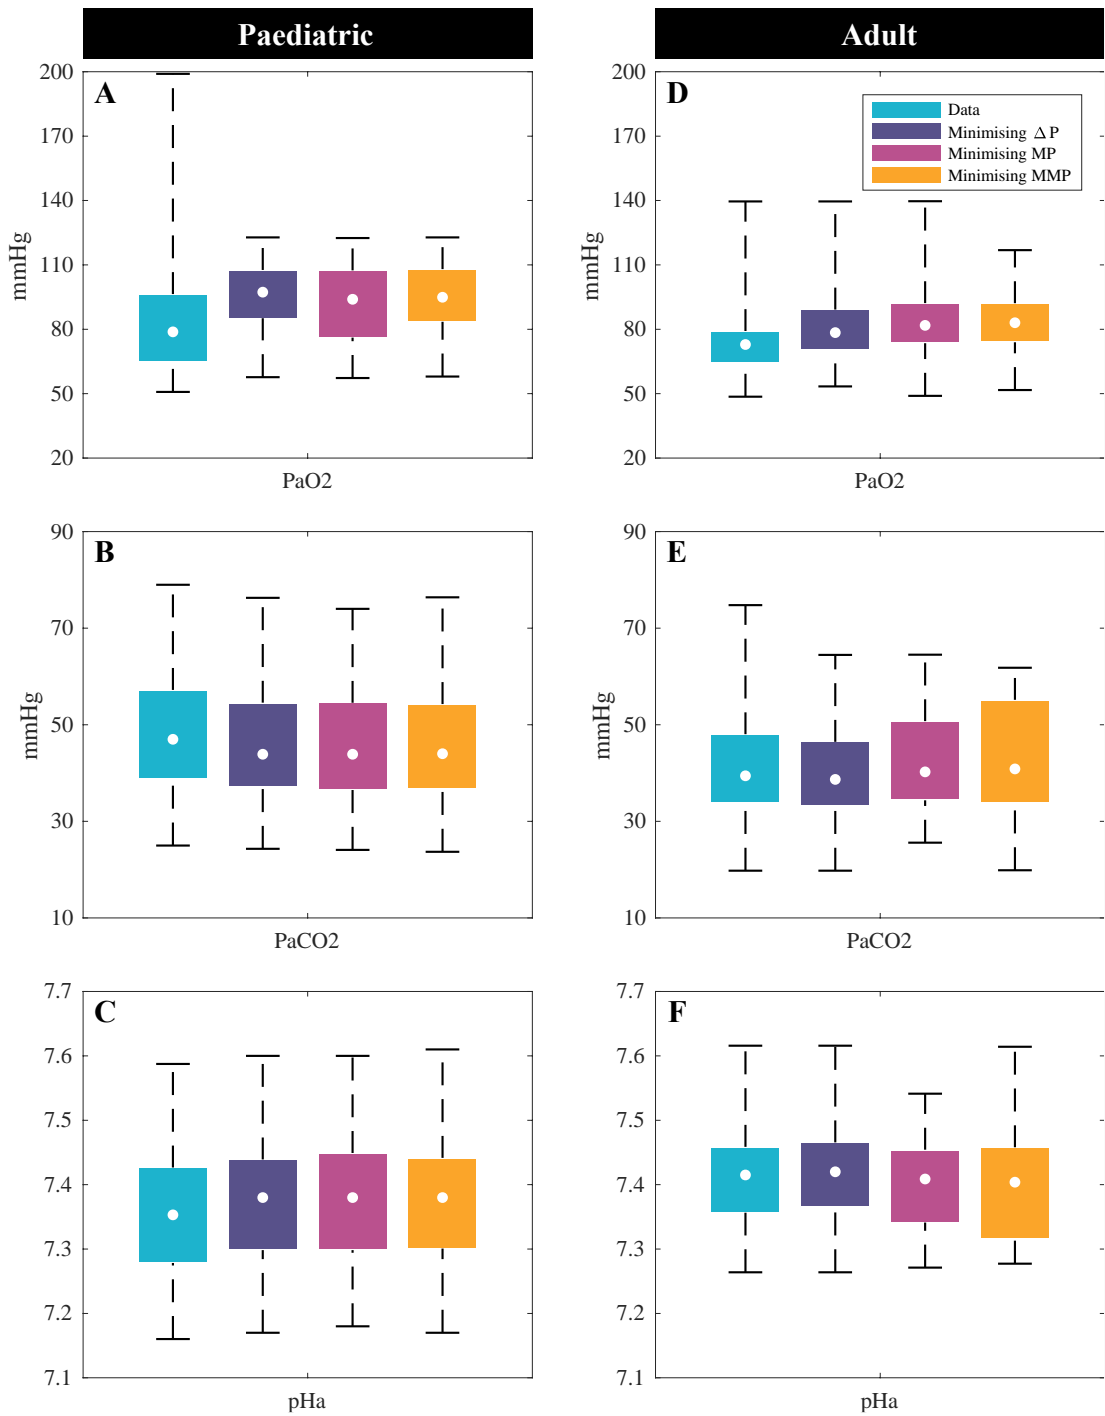 Paediatric
Adult
A
200
170
140
110
80
50
20
mmHg
PaO2
D
200
170
140
110
80
50
20
mmHg
PaO2
Data
Minimising Δ P
Minimising MP
Minimising MMP
B
90
70
50
30
10
mmHg
PaCO2
E
90
70
50
30
10
mmHg
PaCO2
C
7.7
7.6
7.5
7.4
7.3
7.2
7.1
pHa
F
7.7
7.6
7.5
7.4
7.3
7.2
7.1
pHa